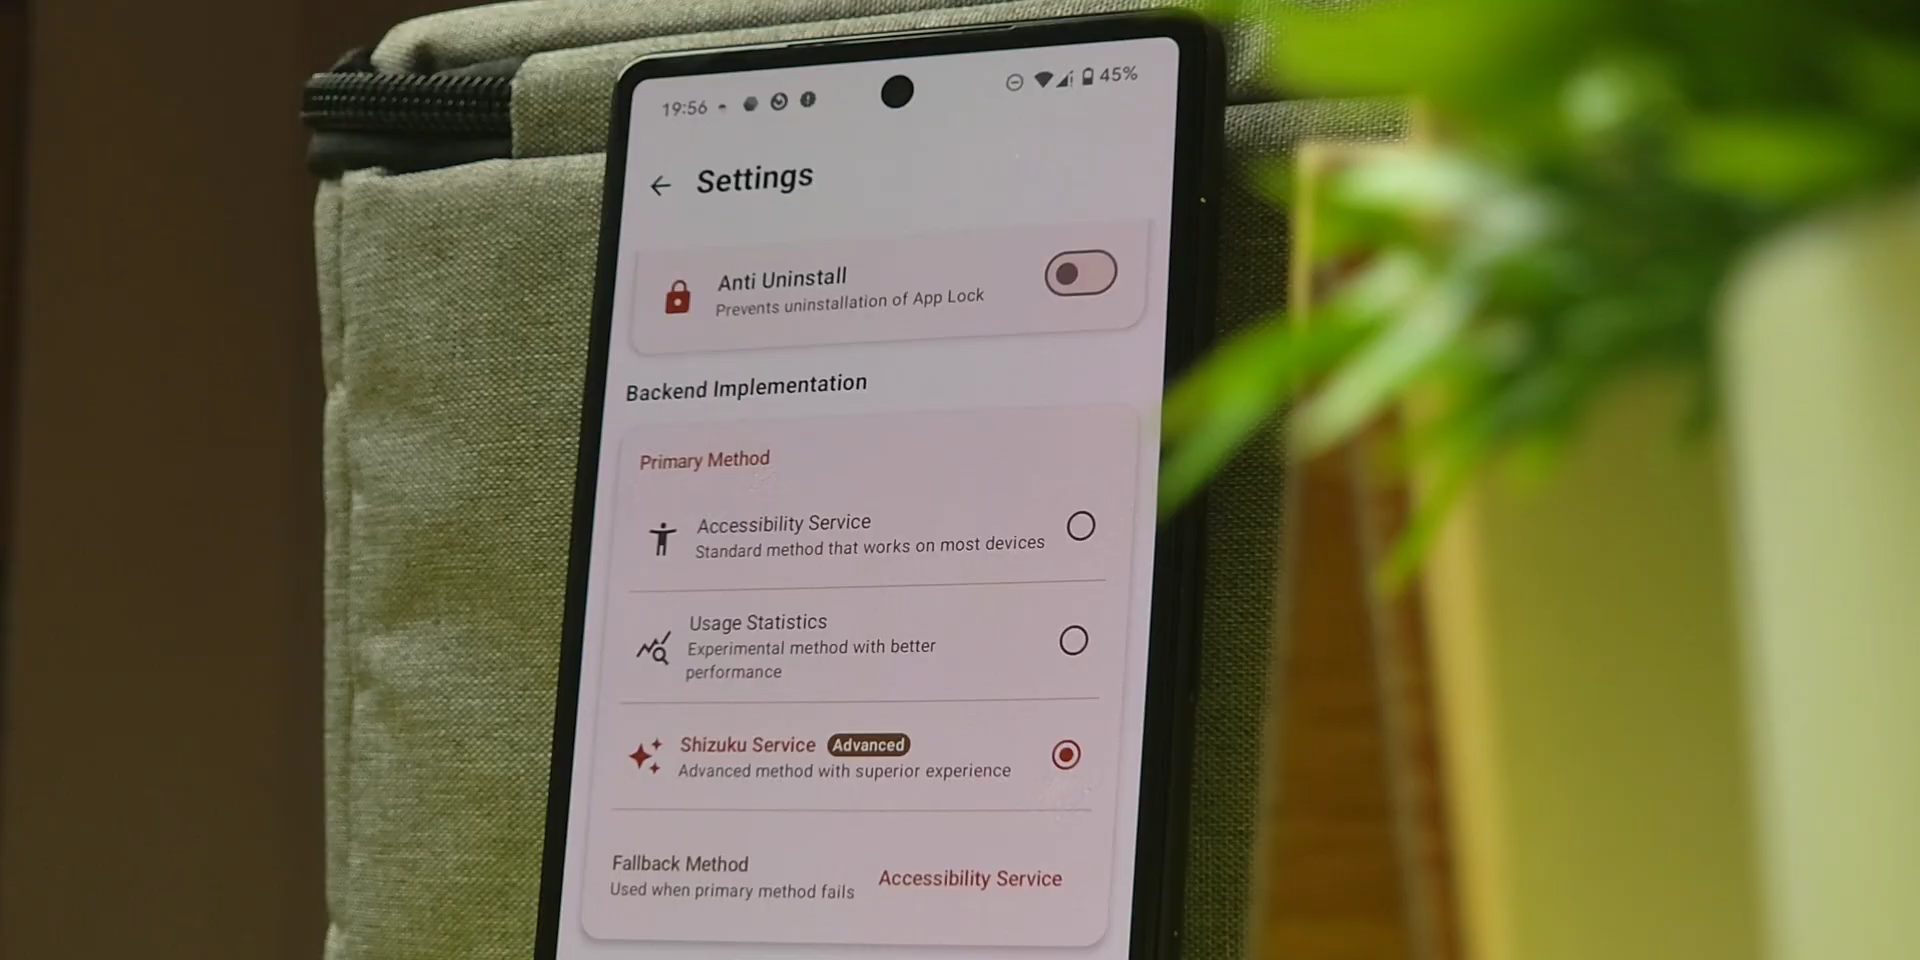 19:56
45%
Settings
Anti Uninstall
Prevents uninstallation of App Lock
Backend Implementation
Primary Method
Accessibility Service
Standard method that works on most devices
Usage Statistics
Experimental method with better
performance
Shizuku Service Advanced
Advanced method with superior experience
Fallback Method
Used when primary method fails
Accessibility Service